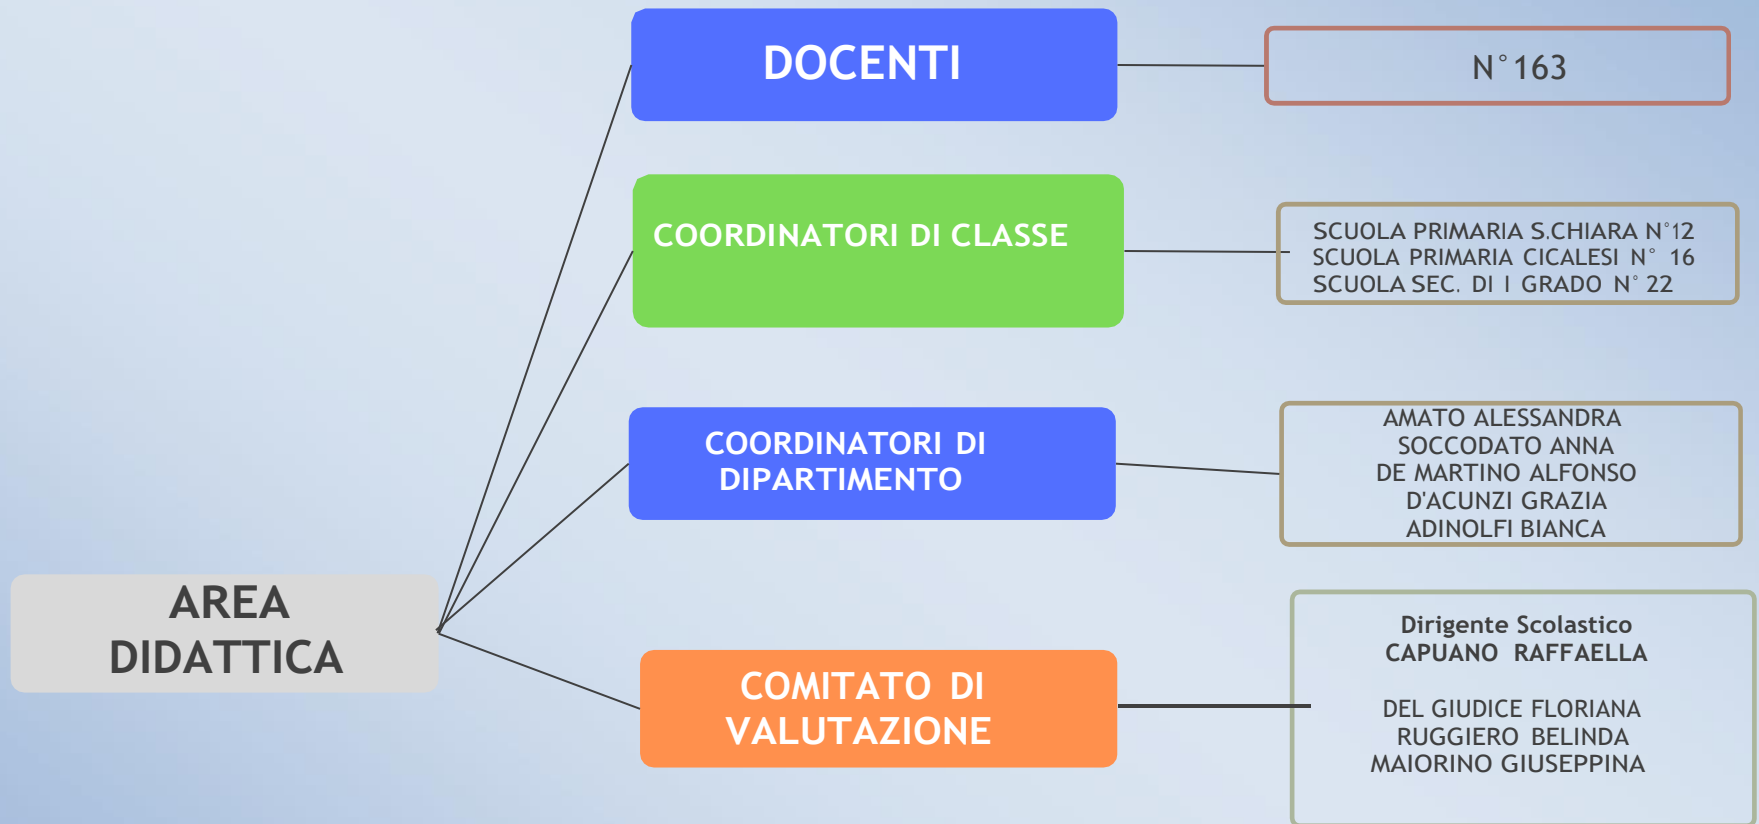 DOCENTI
N°163
COORDINATORI DI CLASSE
SCUOLA PRIMARIA S.CHIARA N°12
SCUOLA PRIMARIA CICALESI N° 16
SCUOLA SEC. DI I GRADO N°22
COORDINATORI DI
DIPARTIMENTO
AMATO ALESSANDRA
SOCCODATO ANNA
DE MARTINO ALFONSO
D'ACUNZI GRAZIA
ADINOLFI BIANCA
AREA
DIDATTICA
COMITATO DI
VALUTAZIONE
Dirigente Scolastico
CAPUANO RAFFAELLA
DEL GIUDICE FLORIANA
RUGGIERO BELINDA
MAIORINO GIUSEPPINA